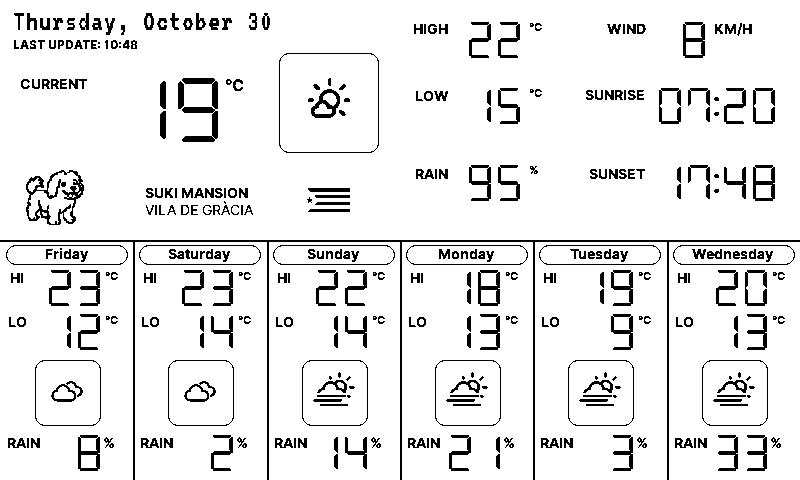 Thursday, October 30
LAST UPDATE: 10:48
CURRENT 19 °C
HIGH 22 °C
WIND 8 KM/H
LOW 15 °C
SUNRISE 07:20
RAIN 95 %
SUNSET 17:48
SUKI MANSION
VILA DE GRÀCIA
Friday
HI 23 °C
LO 12 °C
RAIN 8 %
Saturday
HI 23 °C
LO 14 °C
RAIN 2 %
Sunday
HI 22 °C
LO 14 °C
RAIN 14 %
Monday
HI 18 °C
LO 13 °C
RAIN 21 %
Tuesday
HI 19 °C
LO 9 °C
RAIN 3 %
Wednesday
HI 20 °C
LO 13 °C
RAIN 33 %